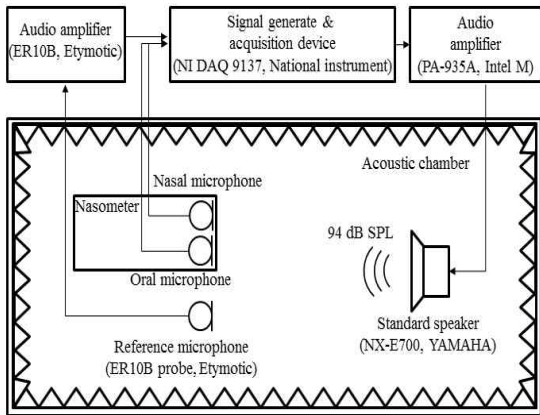 Audio amplifier
(ER10B, Etymotic)
Signal generate &
acquisition device
(NI DAQ 9137, National instrument)
Audio
amplifier
(PA-935A, Intel M)
Acoustic chamber
Nasal microphone
Nasometer
Oral microphone
94 dB SPL
Reference microphone
(ER10B probe, Etymotic)
Standard speaker
(NX-E700, YAMAHA)